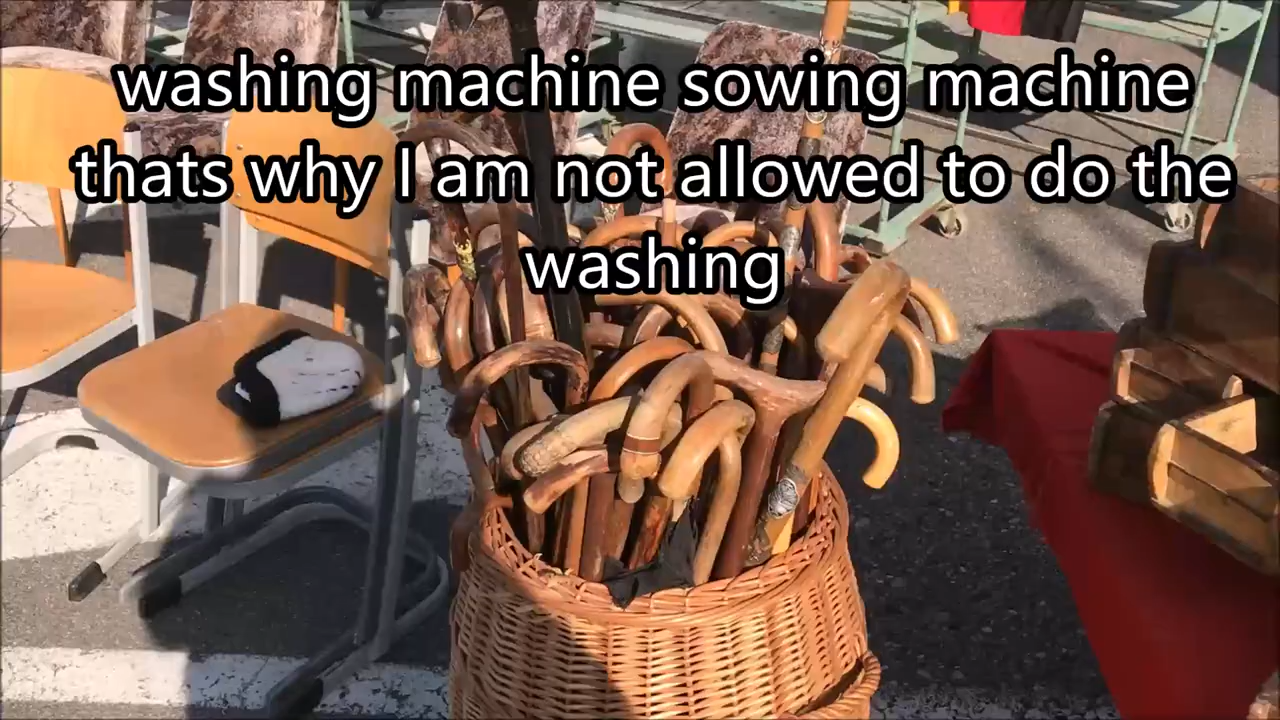 washing machine sowing machine
thats why I am not allowed to do the
washing